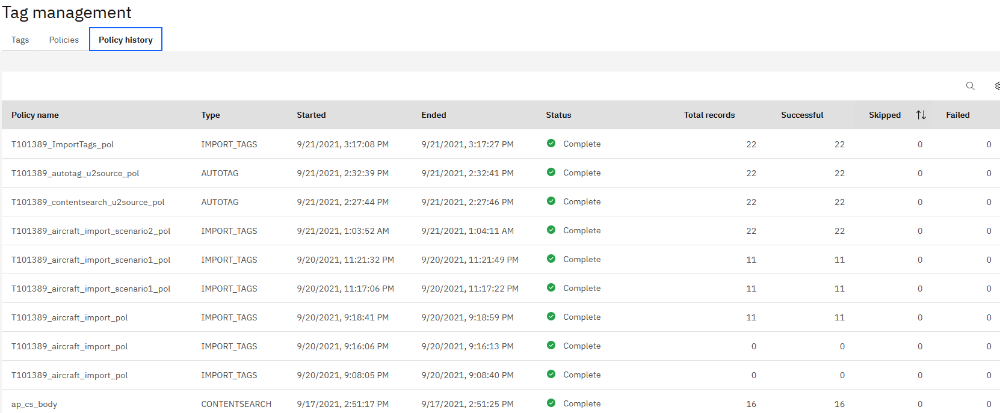 Tag management
Tags Policies Policy history
Policy name Type Started Ended Status Total records Successful Skipped Failed
T101389_ImportTags_pol IMPORT_TAGS 9/21/2021, 3:17:08 PM 9/21/2021, 3:17:27 PM Complete 22 22 0 0
T101389_autotag_u2source_pol AUTOTAG 9/21/2021, 2:32:39 PM 9/21/2021, 2:32:41 PM Complete 22 22 0 0
T101389_contentsearch_u2source_pol AUTOTAG 9/21/2021, 2:27:44 PM 9/21/2021, 2:27:46 PM Complete 22 22 0 0
T101389_aircraft_import_scenario2_pol IMPORT_TAGS 9/21/2021, 1:03:52 AM 9/21/2021, 1:04:11 AM Complete 22 22 0 0
T101389_aircraft_import_scenario1_pol IMPORT_TAGS 9/20/2021, 11:21:32 PM 9/20/2021, 11:21:49 PM Complete 11 11 0 0
T101389_aircraft_import_scenario1_pol IMPORT_TAGS 9/20/2021, 11:17:06 PM 9/20/2021, 11:17:22 PM Complete 11 11 0 0
T101389_aircraft_import_pol IMPORT_TAGS 9/20/2021, 9:18:41 PM 9/20/2021, 9:18:59 PM Complete 11 11 0 0
T101389_aircraft_import_pol IMPORT_TAGS 9/20/2021, 9:16:06 PM 9/20/2021, 9:16:13 PM Complete 0 0 0 0
T101389_aircraft_import_pol IMPORT_TAGS 9/20/2021, 9:08:05 PM 9/20/2021, 9:08:40 PM Complete 0 0 0 0
ap_cs_body CONTENTSEARCH 9/17/2021, 2:51:17 PM 9/17/2021, 2:51:25 PM Complete 16 16 0 0